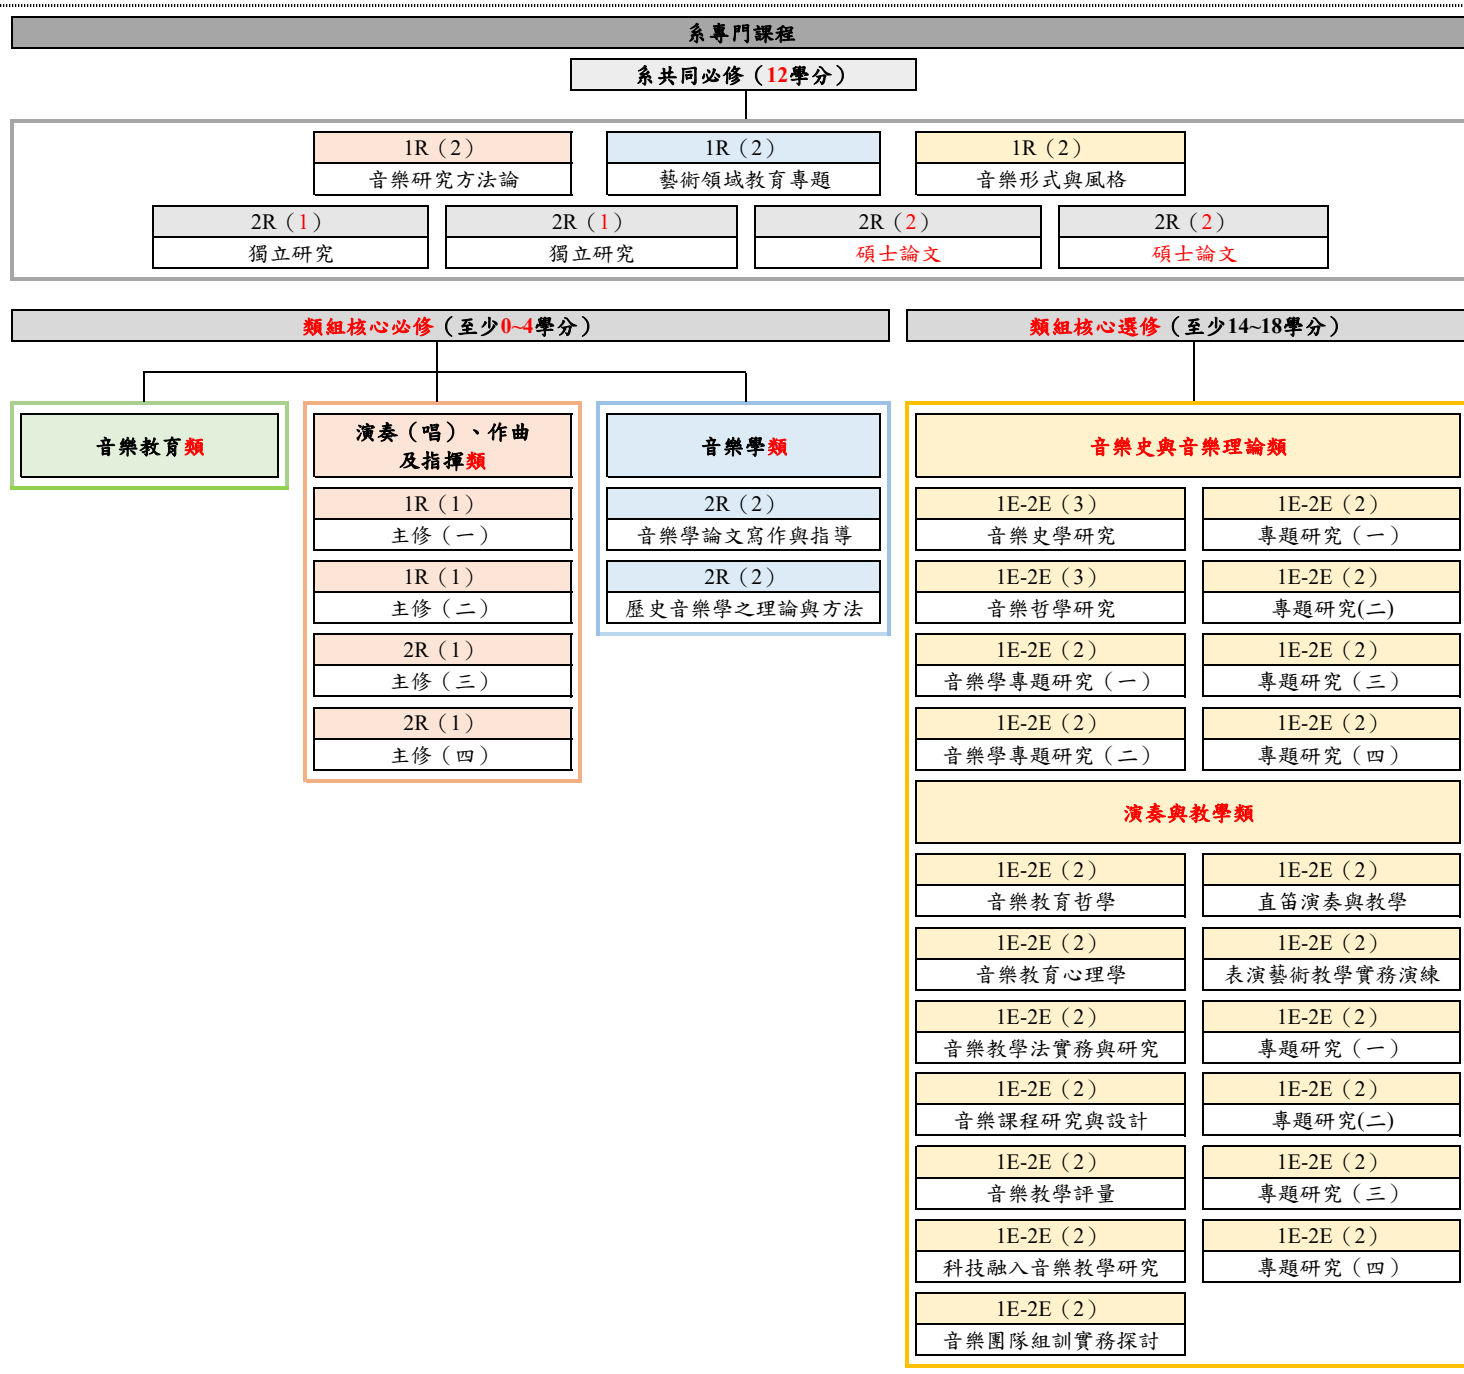 系專門課程
系共同必修（12學分）
1R（2）
音樂研究方法論
1R（2）
藝術領域教育專題
1R（2）
音樂形式與風格
2R（1）
獨立研究
2R（1）
獨立研究
2R（2）
碩士論文
2R（2）
碩士論文
類組核心必修（至少0~4學分）
音樂教育類
演奏（唱）、作曲
及指揮類
1R（1）
主修（一）
1R（1）
主修（二）
2R（1）
主修（三）
2R（1）
主修（四）
音樂學類
2R（2）
音樂學論文寫作與指導
2R（2）
歷史音樂學之理論與方法
類組核心選修（至少14~18學分）
音樂史與音樂理論類
1E-2E（3）
音樂史學研究
1E-2E（2）
專題研究（一）
1E-2E（3）
音樂哲學研究
1E-2E（2）
專題研究(二)
1E-2E（2）
音樂學專題研究（一）
1E-2E（2）
專題研究（三）
1E-2E（2）
音樂學專題研究（二）
1E-2E（2）
專題研究（四）
演奏與教學類
1E-2E（2）
音樂教育哲學
1E-2E（2）
直笛演奏與教學
1E-2E（2）
音樂教育心理學
1E-2E（2）
表演藝術教學實務演練
1E-2E（2）
音樂教學法實務與研究
1E-2E（2）
專題研究（一）
1E-2E（2）
音樂課程研究與設計
1E-2E（2）
專題研究(二)
1E-2E（2）
音樂教學評量
1E-2E（2）
專題研究（三）
1E-2E（2）
科技融入音樂教學研究
1E-2E（2）
專題研究（四）
1E-2E（2）
音樂團隊組訓實務探討